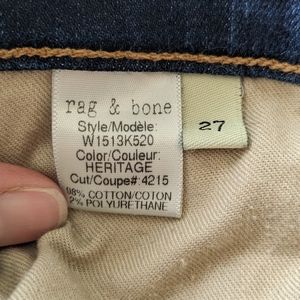 rag & bone
Style/Modèle:
W1513K520
Color/Couleur:
HERITAGE
Cut/Coupe#:4215
98% COTTON/COTON
2% POLYURETHANE
27